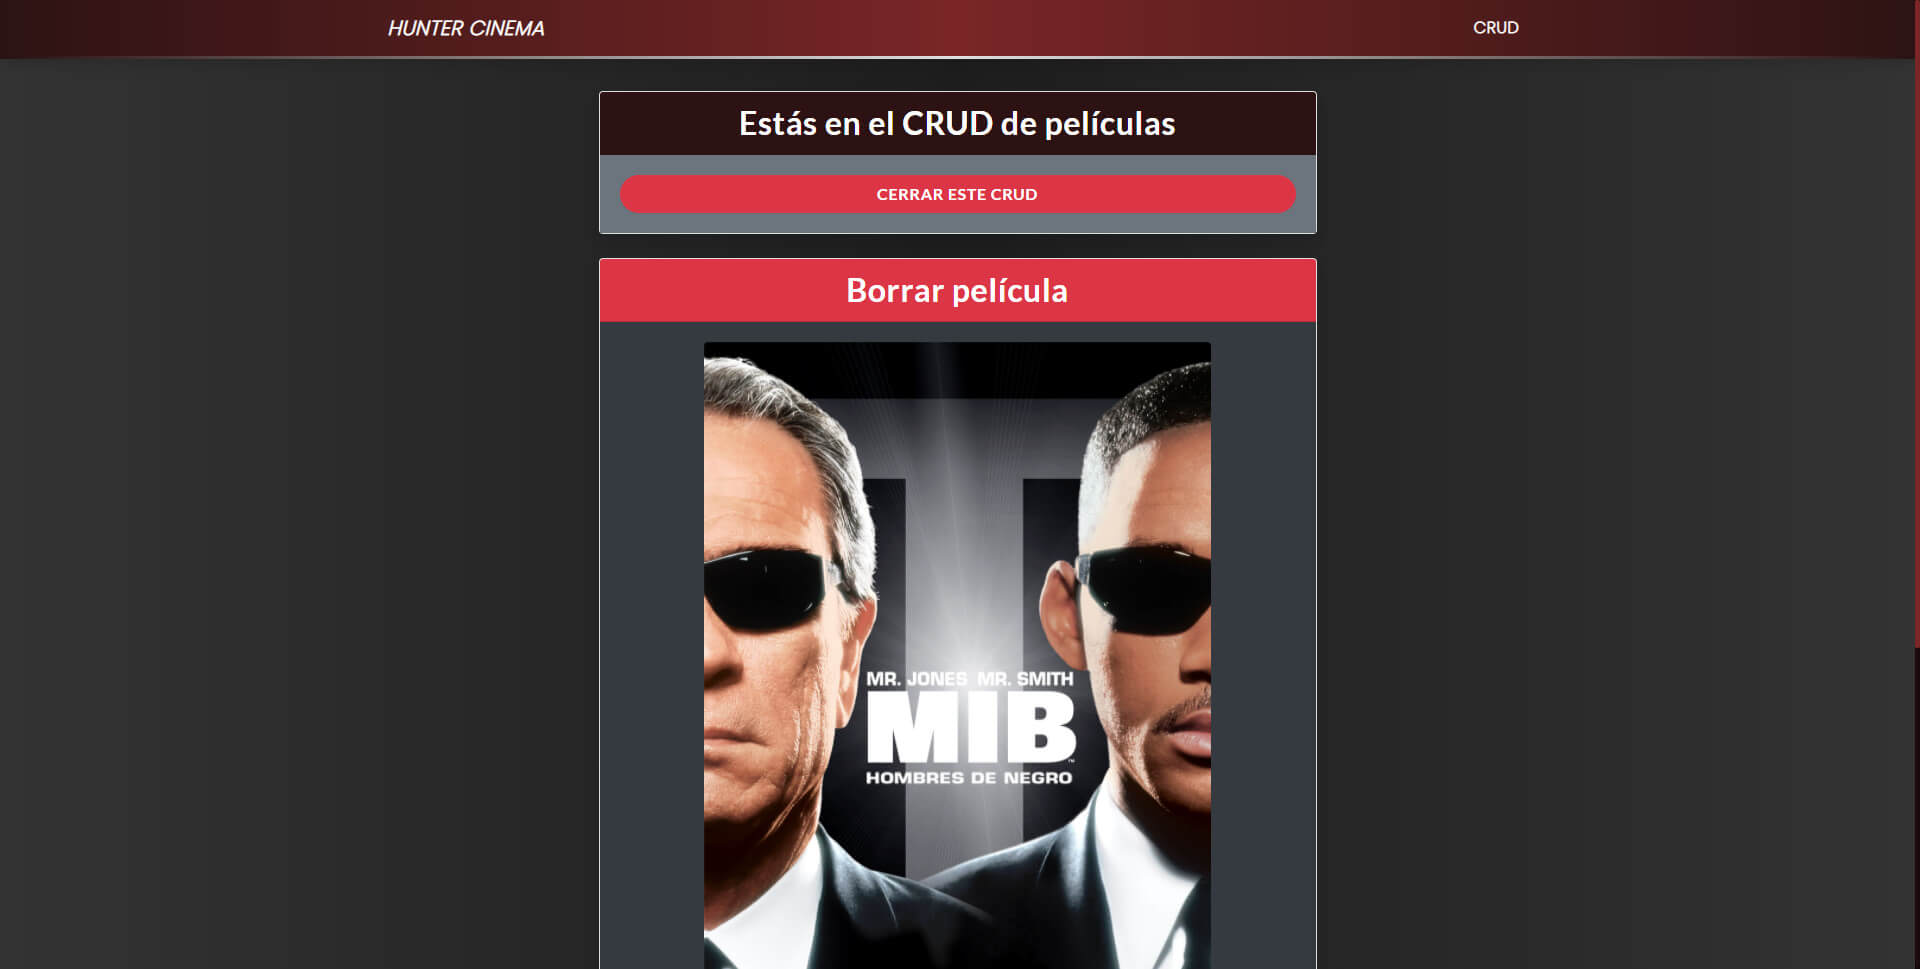 HUNTER CINEMA
CRUD
Estás en el CRUD de películas
CERRAR ESTE CRUD
Borrar película
MR. JONES MR. SMITH
MIB™
HOMBRES DE NEGRO